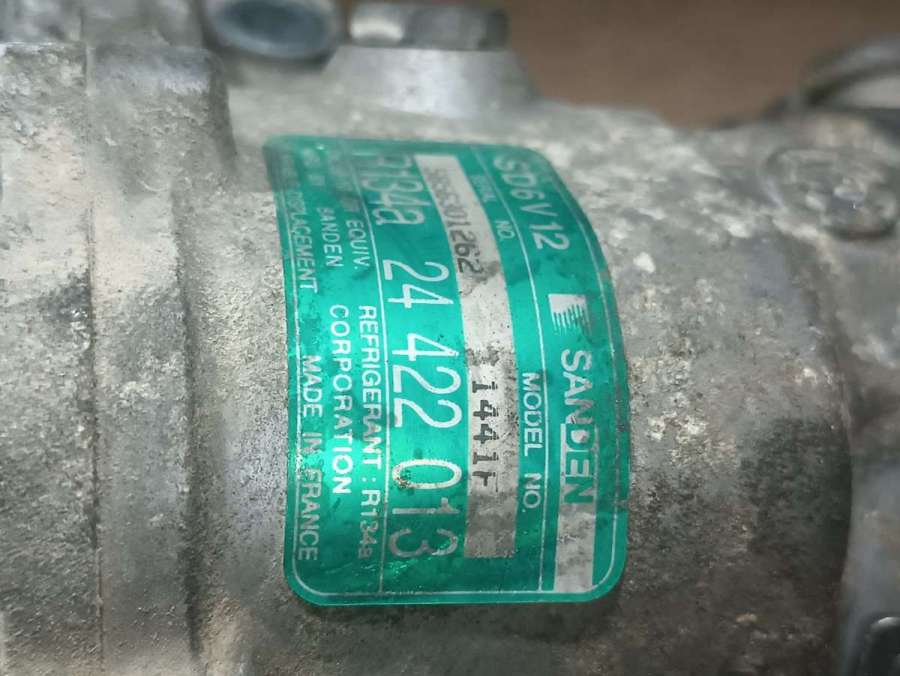 SD6V12 SANDEN
SERIAL NO. MODEL NO.
1441F
R134a 24 422 013
EQUIV. REFRIGERANT : R134a
SANDEN CORPORATION
DISPLACEMENT MADE IN FRANCE